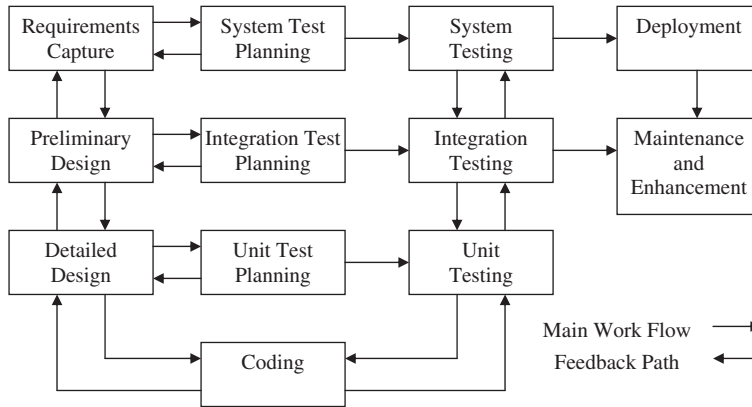 Requirements
Capture
System Test
Planning
System
Testing
Deployment
Preliminary
Design
Integration Test
Planning
Integration
Testing
Maintenance
and
Enhancement
Detailed
Design
Unit Test
Planning
Unit
Testing
Coding
Main Work Flow
Feedback Path